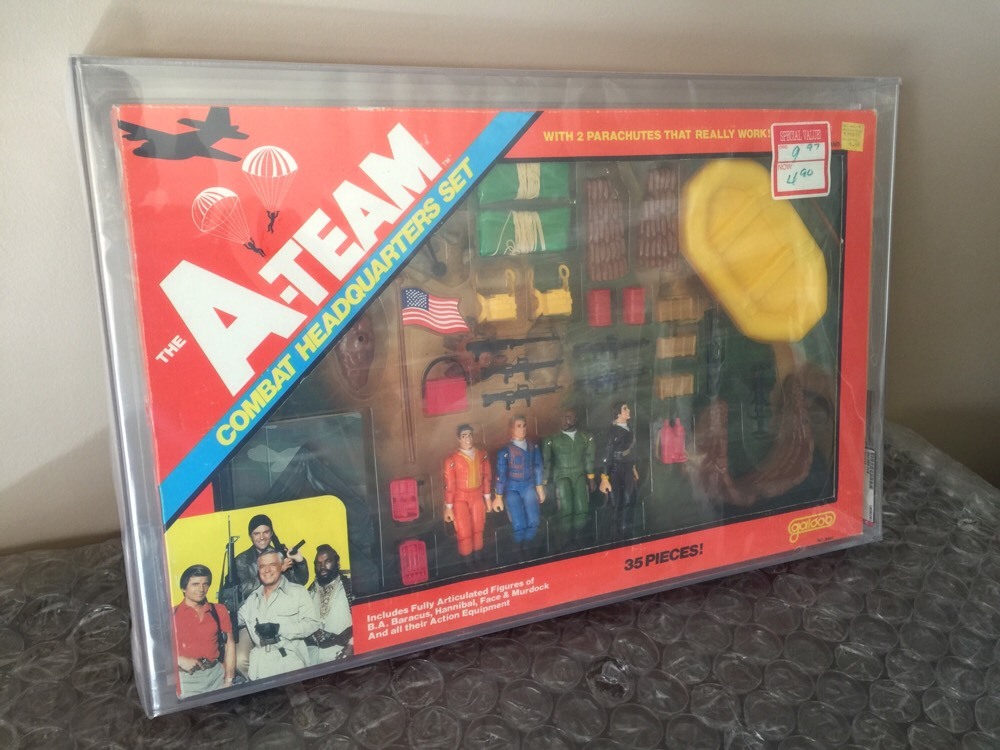 THE
A-TEAM™
COMBAT HEADQUARTERS SET
WITH 2 PARACHUTES THAT REALLY WORK!
SPECIAL VALUE!
9 97
NOW
4 90
galoob
35 PIECES!
Includes Fully Articulated Figures of
B.A. Baracus, Hannibal, Face & Murdock
And all their Action Equipment